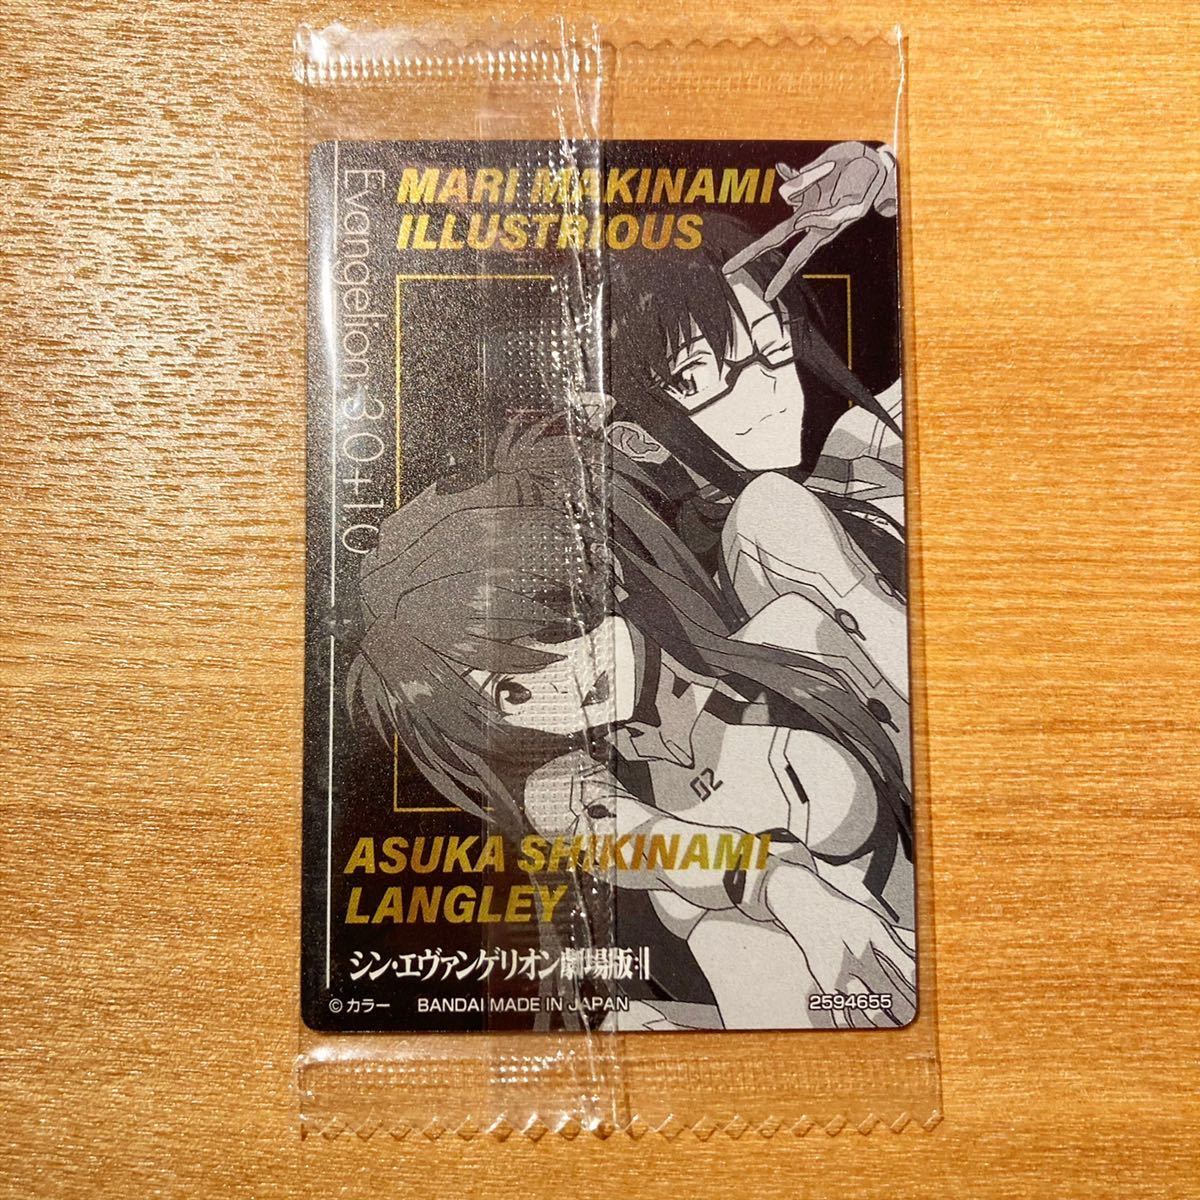 MARI MAKINAMI
ILLUSTRIOUS
Evangelion:3.0+1.0
02
ASUKA SHIKINAMI
LANGLEY
シン・エヴァンゲリオン劇場版:||
©カラー BANDAI MADE IN JAPAN 2594655